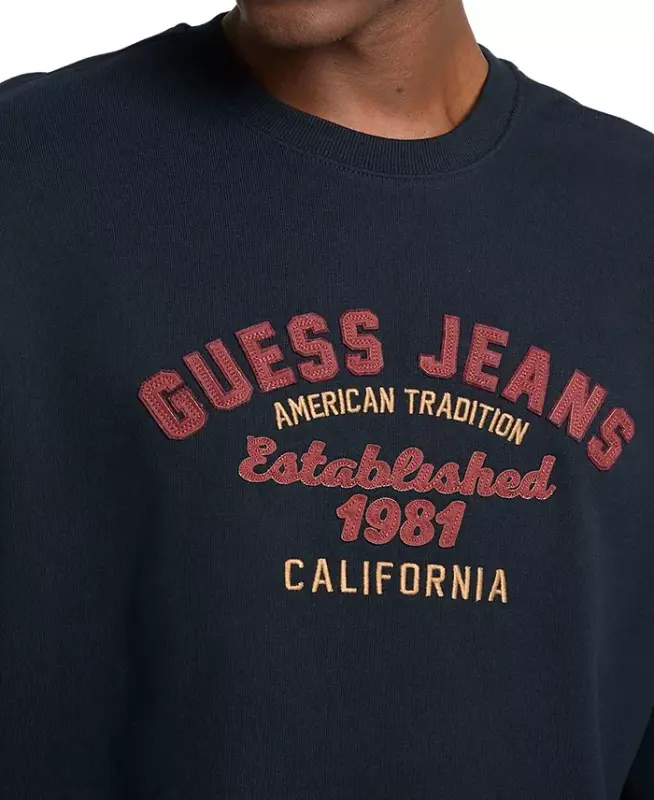 GUESS JEANS
AMERICAN TRADITION
Established
1981
CALIFORNIA